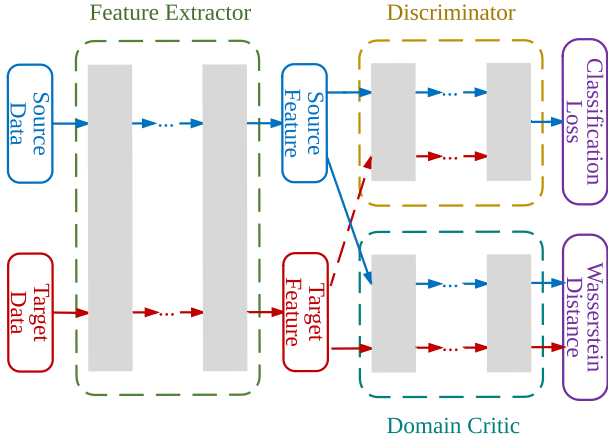 Feature Extractor
Discriminator
Source
Data
...
Source
Feature
...
...
Classification
Loss
Target
Data
...
Target
Feature
...
...
Wasserstein
Distance
Domain Critic